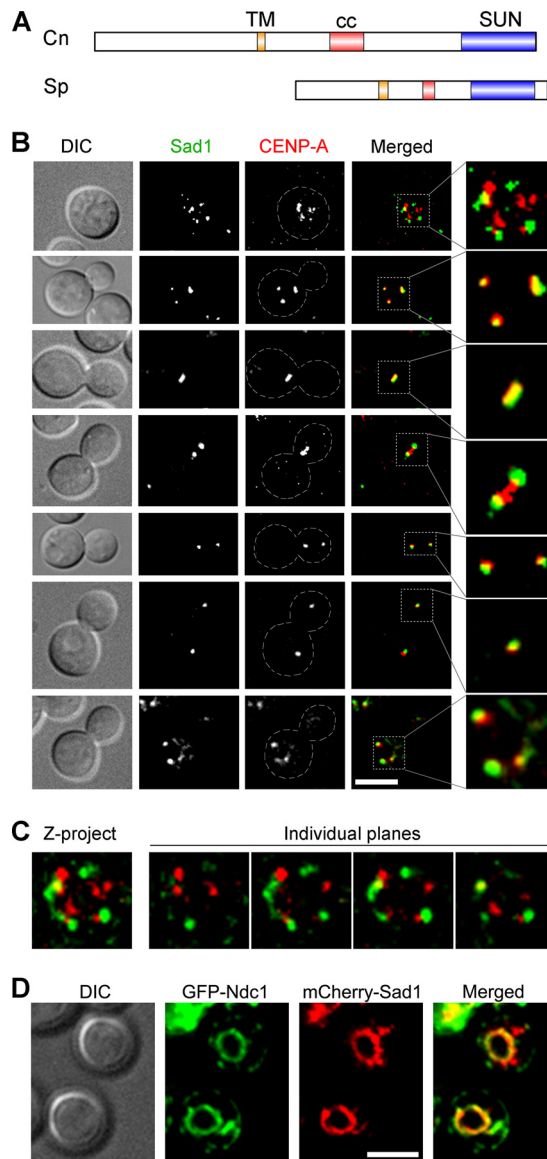 A
TM cc SUN
Cn
Sp
B
DIC Sad1 CENP-A Merged
C
Z-project Individual planes
D
DIC GFP-Ndc1 mCherry-Sad1 Merged